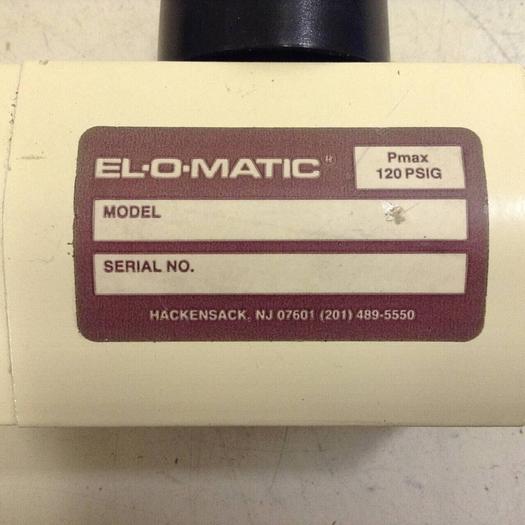 EL·O·MATIC®
Pmax
120 PSIG
MODEL
SERIAL NO.
HACKENSACK, NJ 07601 (201) 489-5550